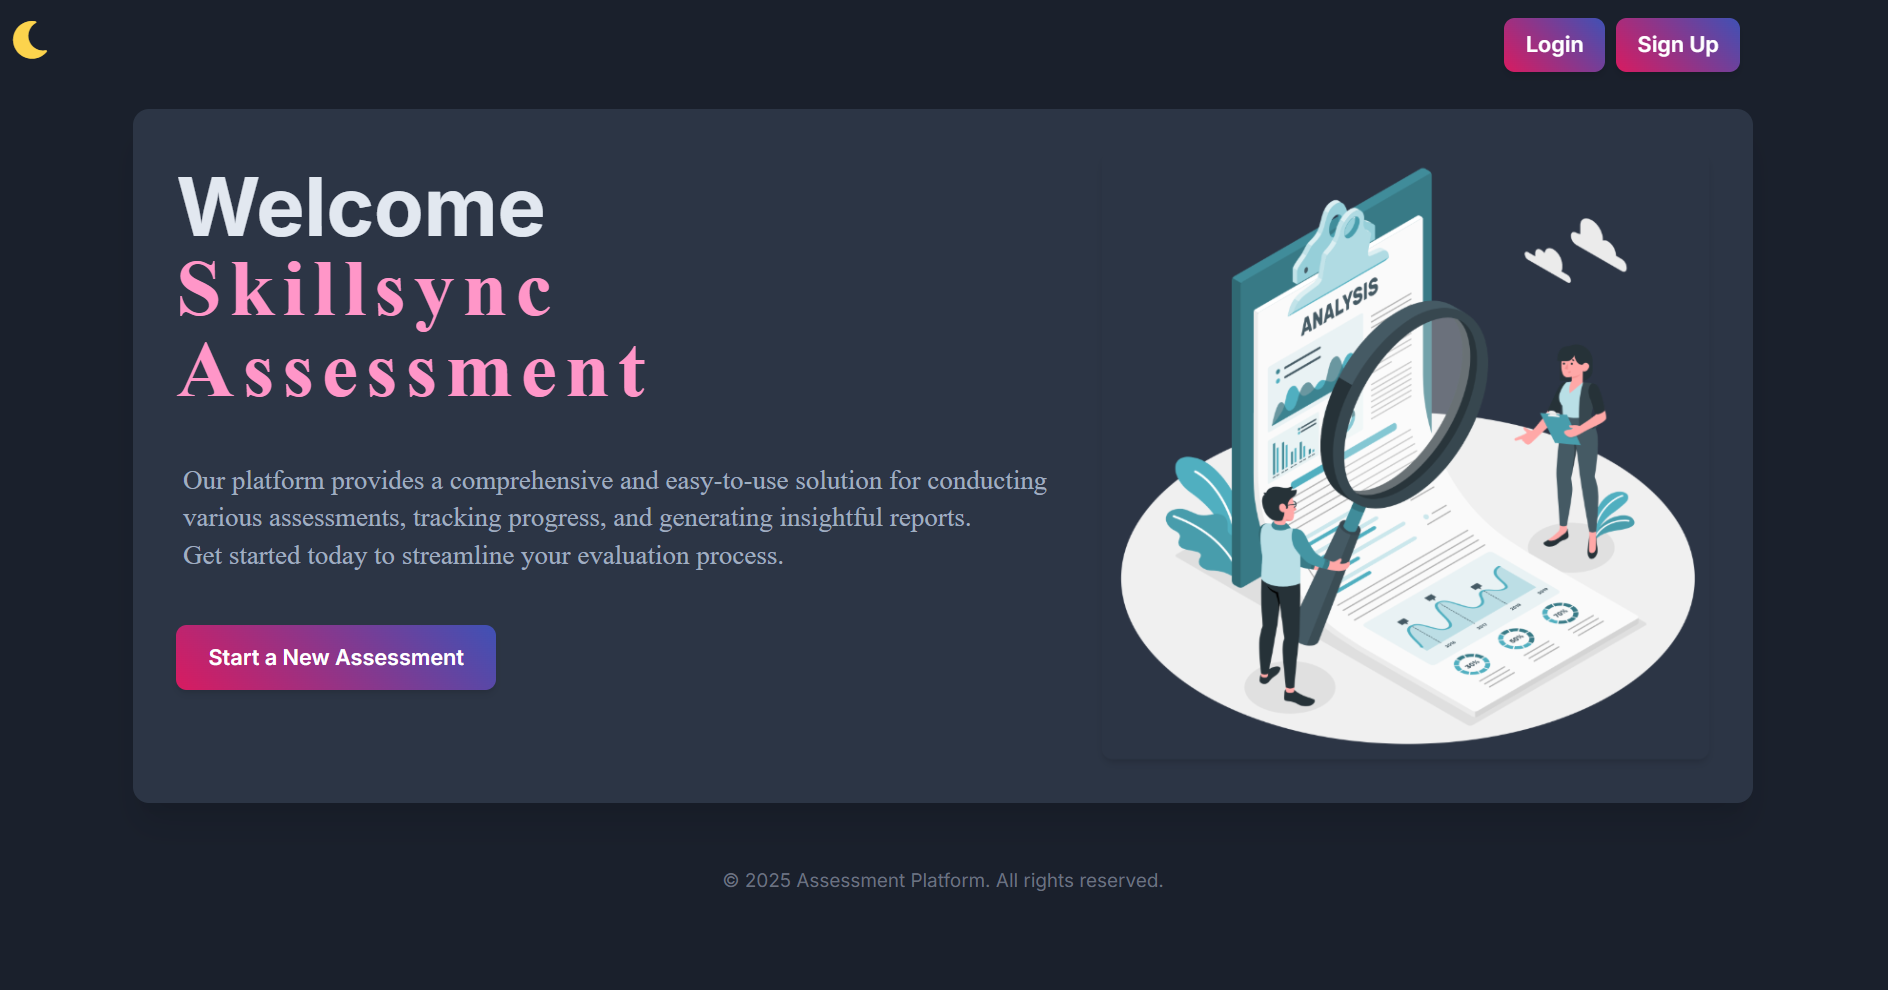 Login
Sign Up
Welcome
Skillsync
Assessment
Our platform provides a comprehensive and easy-to-use solution for conducting
various assessments, tracking progress, and generating insightful reports.
Get started today to streamline your evaluation process.
Start a New Assessment
ANALYSIS
© 2025 Assessment Platform. All rights reserved.